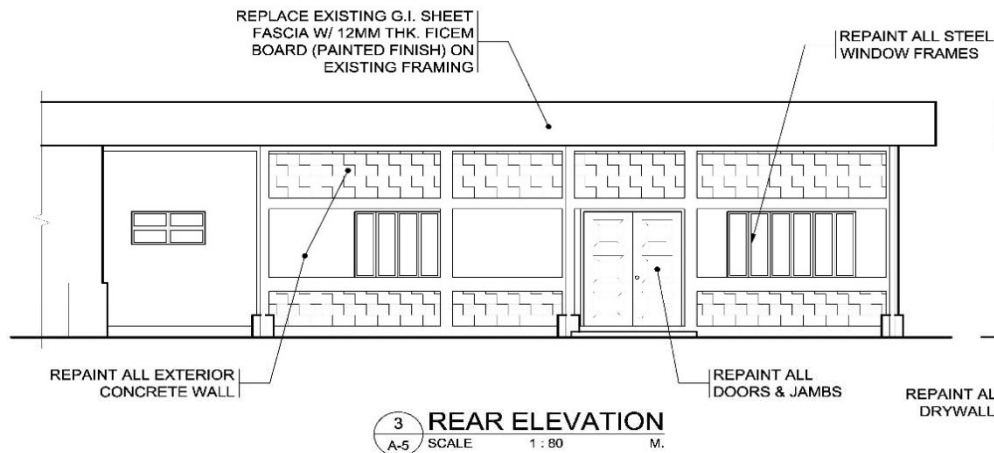 REPLACE EXISTING G.I. SHEET
FASCIA W/ 12MM THK. FICEM
BOARD (PAINTED FINISH) ON
EXISTING FRAMING
REPAINT ALL STEEL
WINDOW FRAMES
REPAINT ALL EXTERIOR
CONCRETE WALL
REPAINT ALL
DOORS & JAMBS
REPAINT AL
DRYWALL
3
A-5
REAR ELEVATION
SCALE 1 : 80 M.